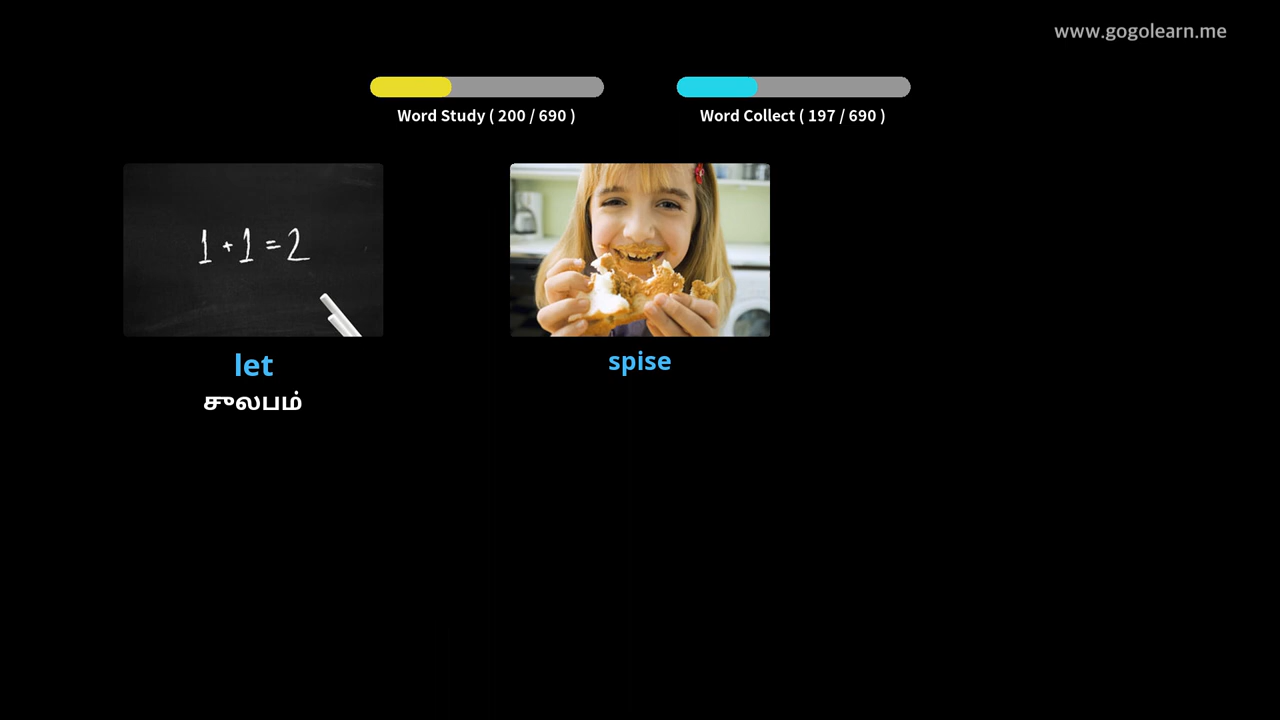 www.gogolearn.me
Word Study ( 200 / 690 )
Word Collect ( 197 / 690 )
1 + 1 = 2
let
சுலபம்
spise